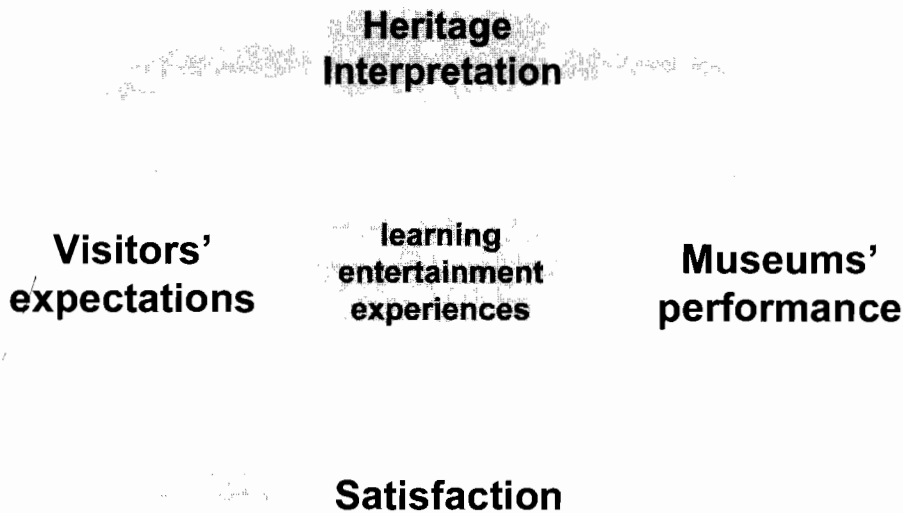 Heritage
Interpretation
Visitors’
expectations
learning
entertainment
experiences
Museums’
performance
Satisfaction